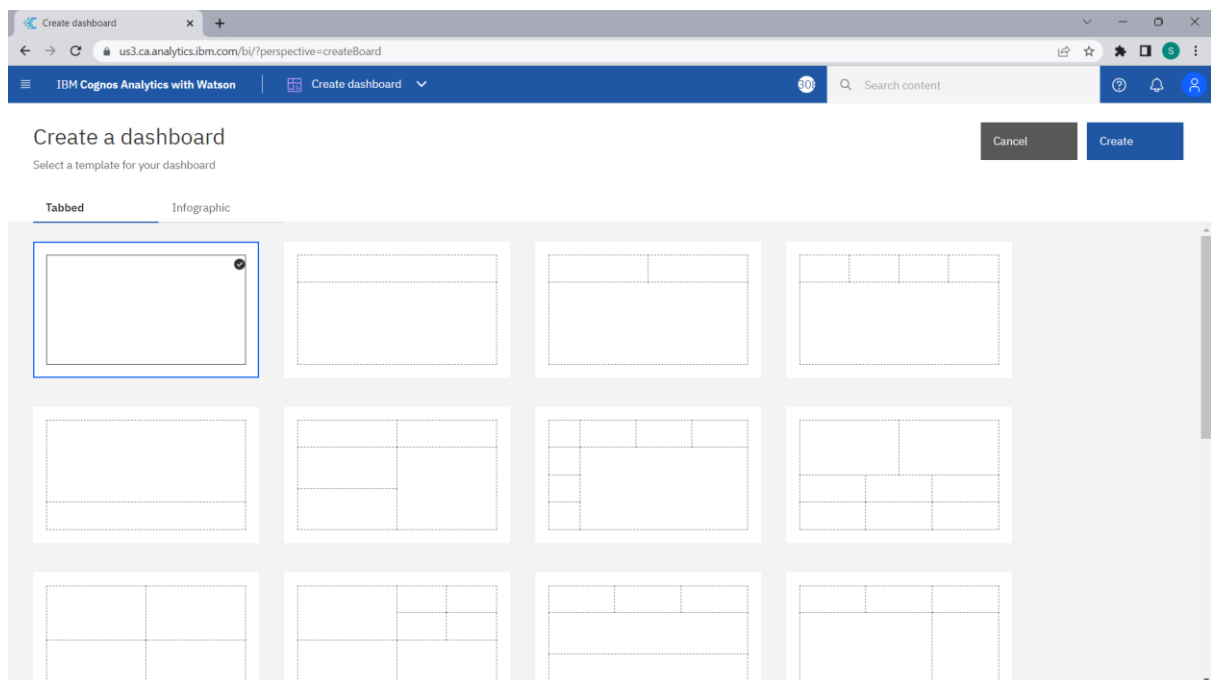 Create dashboard
us3.ca.analytics.ibm.com/bi/?perspective=createBoard
S
IBM Cognos Analytics with Watson
Create dashboard
30
Search content
Create a dashboard
Cancel
Create
Select a template for your dashboard
Tabbed
Infographic